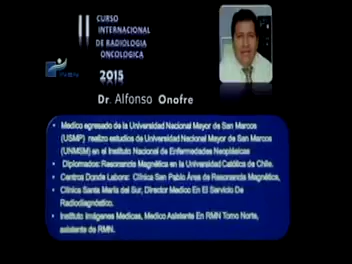 II CURSO
INTERNACIONAL
DE RADIOLOGIA
ONCOLOGICA
INEN
2015
Dr. Alfonso Onofre
• Medico egresado de la Universidad Nacional Mayor de San Marcos
(USMP) realizo estudios de Universidad Nacional Mayor de San Marcos
(UNMSM) en el Instituto Nacional de Enfermedades Neoplásicas
• Diplomados: Resonancia Magnética en la Universidad Católica de Chile.
• Centros Donde Labora: Clínica San Pablo Área de Resonancia Magnética,
• Clínica Santa María del Sur, Director Medico En El Servicio De
Radiodiagnóstico.
• Instituto Imágenes Medicas, Medico Asistente En RMN Tomo Norte,
asistente de RMN.